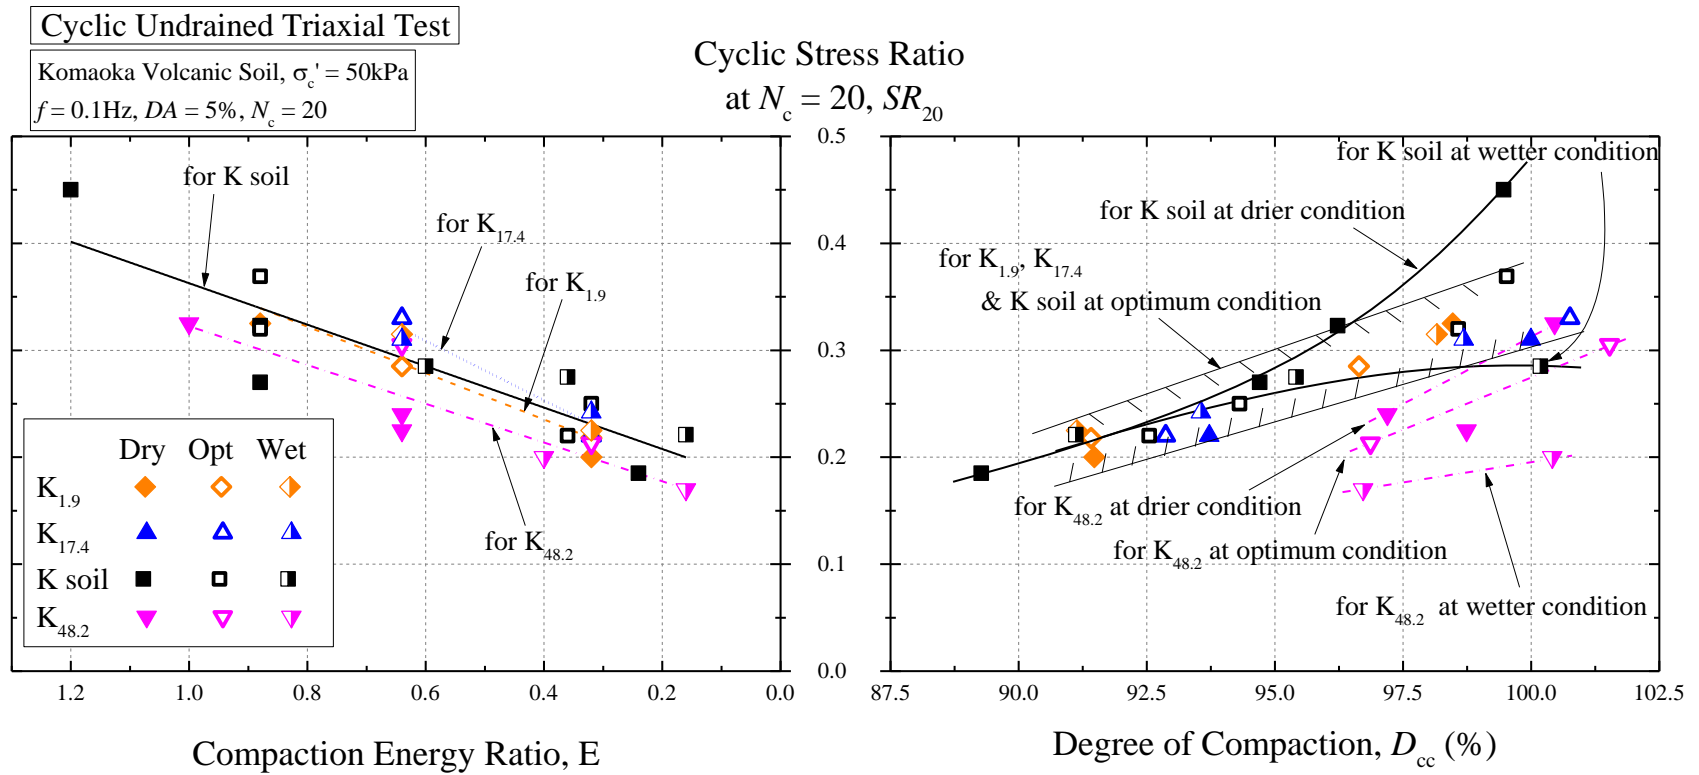 Cyclic Undrained Triaxial Test
Komaoka Volcanic Soil, σc' = 50kPa
f = 0.1Hz, DA = 5%, Nc = 20
Cyclic Stress Ratio
at Nc = 20, SR20
for K soil
for K17.4
for K1.9
for K48.2
Dry Opt Wet
K1.9
K17.4
K soil
K48.2
1.2 1.0 0.8 0.6 0.4 0.2 0.0
Compaction Energy Ratio, E
0.5
0.4
0.3
0.2
0.1
0.0
for K soil at wetter condition
for K soil at drier condition
for K1.9, K17.4
& K soil at optimum condition
for K48.2 at drier condition
for K48.2 at optimum condition
for K48.2 at wetter condition
87.5 90.0 92.5 95.0 97.5 100.0 102.5
Degree of Compaction, Dcc (%)